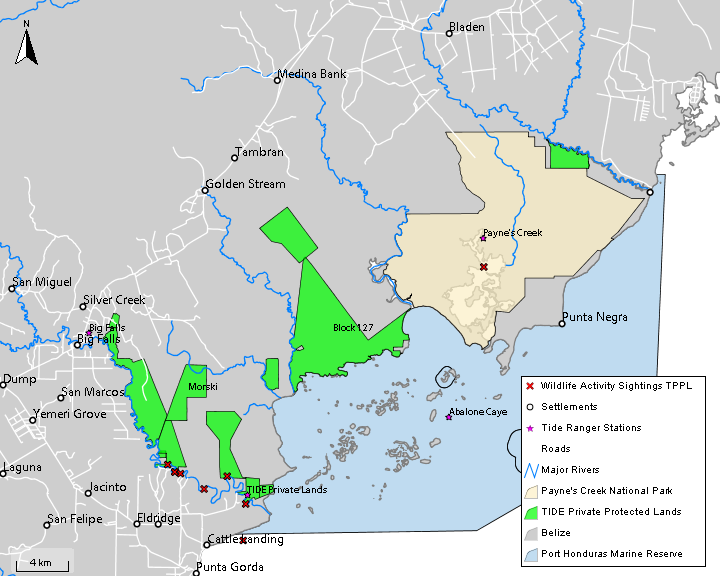 N
Bladen
Medina Bank
Tambran
Golden Stream
Payne's Creek
San Miguel
Silver Creek
Big Falls
Big Falls
Block 127
Punta Negra
Dump
San Marcos
Morski
Yemeri Grove
Abalone Caye
Laguna
Jacinto
TIDE Private Lands
San Felipe
Eldridge
Cattle Landing
Punta Gorda
4 km
Wildlife Activity Sightings TPPL
Settlements
Tide Ranger Stations
Roads
Major Rivers
Payne's Creek National Park
TIDE Private Protected Lands
Belize
Port Honduras Marine Reserve